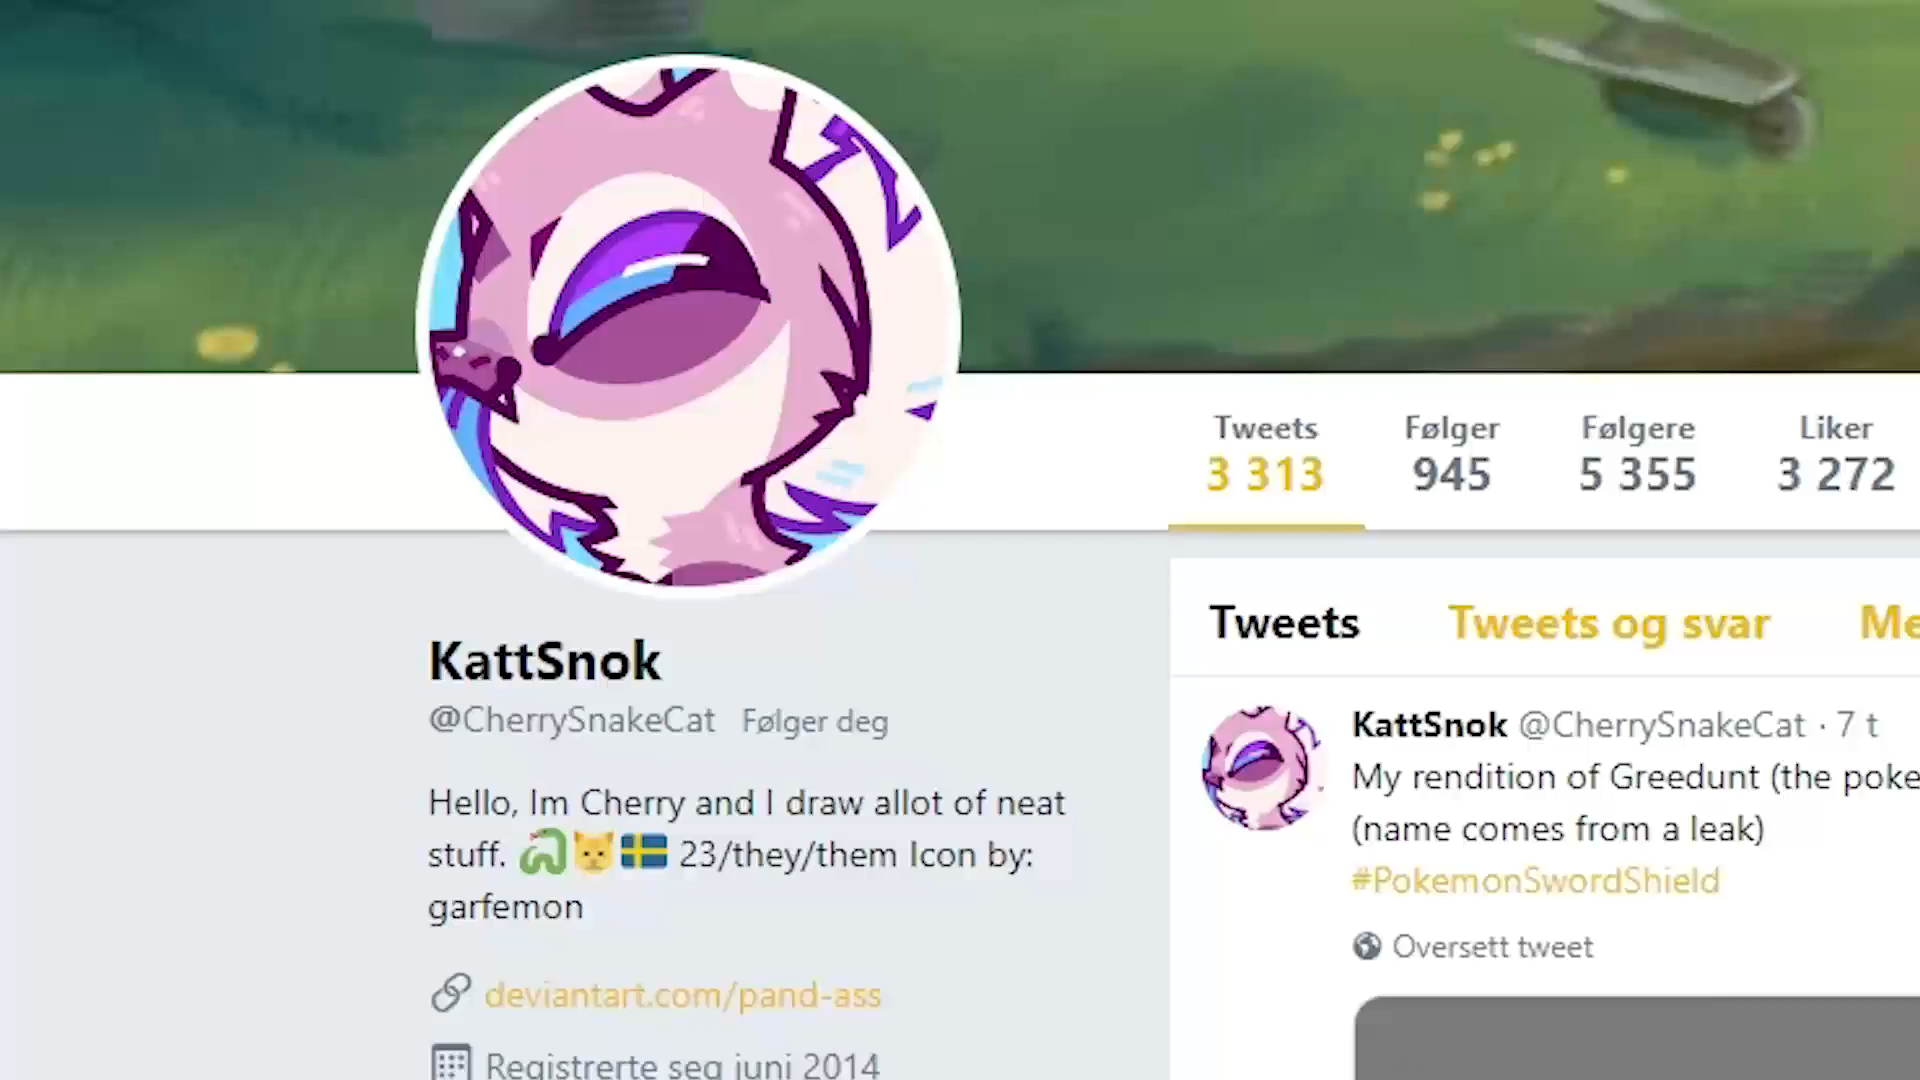 Tweets Følger Følgere Liker
3 313 945 5 355 3 272
Tweets Tweets og svar Me
KattSnok
@CherrySnakeCat Følger deg
Hello, Im Cherry and I draw allot of neat
stuff. 🐍🐱🇸🇪 23/they/them Icon by:
garfemon
deviantart.com/pand-ass
Registrerte seg juni 2014
KattSnok @CherrySnakeCat · 7 t
My rendition of Greedunt (the poke
(name comes from a leak)
#PokemonSwordShield
Oversett tweet